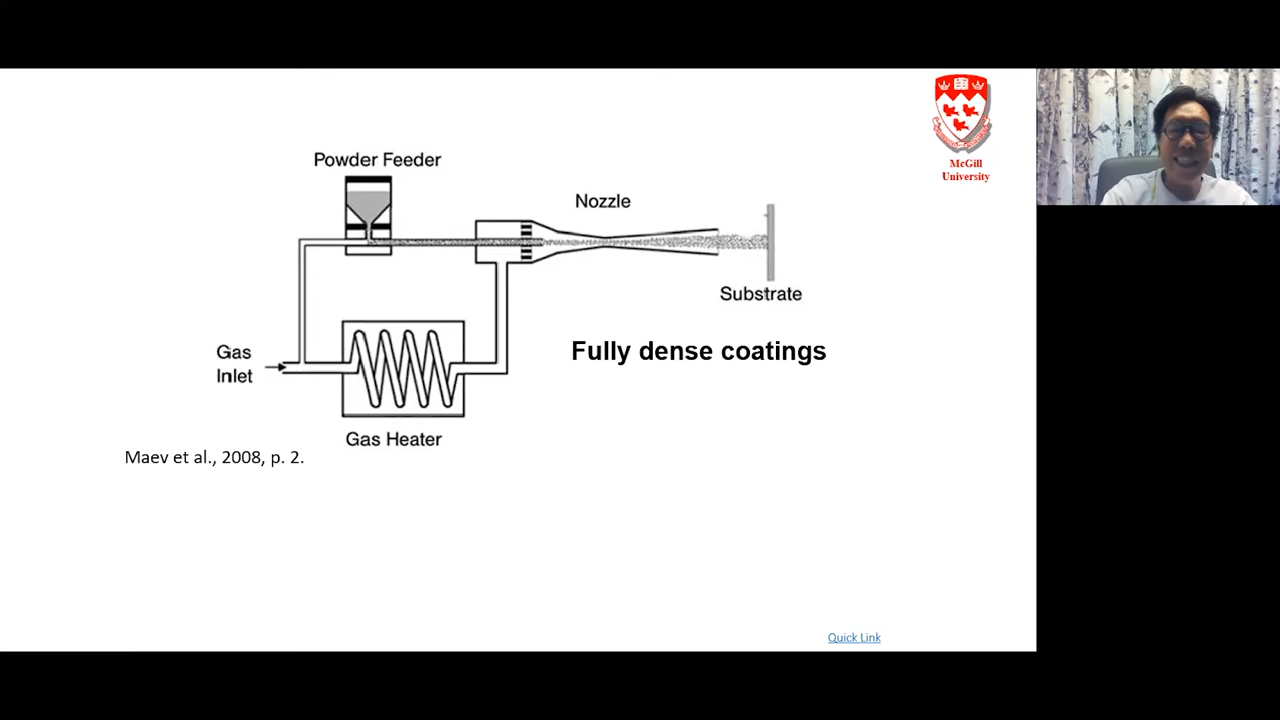 McGill
University
Powder Feeder
Nozzle
Substrate
Gas
Inlet
Fully dense coatings
Gas Heater
Maev et al., 2008, p. 2.
Quick Link